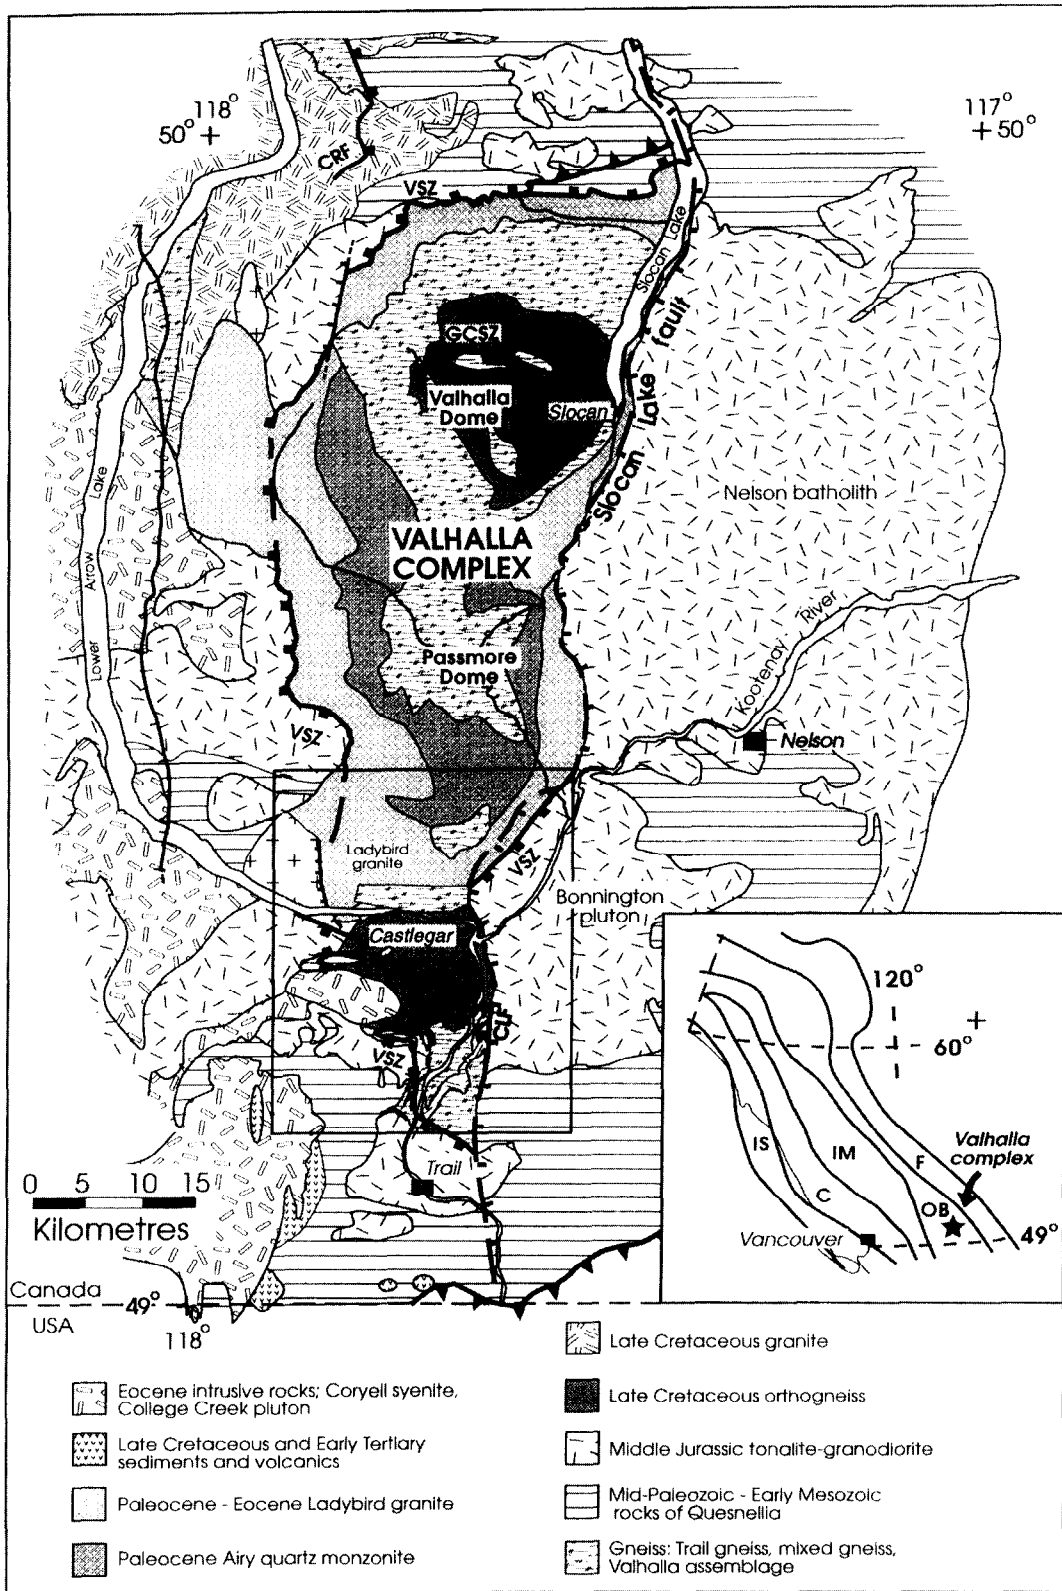 118°
50° +
117°
+ 50°
CRF
VSZ
Slocan Lake
fault
Lake
Slocan
GCSZ
Valhalla
Dome
Slocan
Nelson batholith
VALHALLA
COMPLEX
Arrow
Lake
Lower
Passmore
Dome
Kootenay
River
Nelson
VSZ
Ladybird
granite
VSZ
Bonnington
pluton
Castlegar
CLF
VSZ
Trail
0 5 10 15
Kilometres
Canada
49°
USA
118°
120°
+
60°
IS
IM
F
C
OB
Valhalla
complex
Vancouver
49°
Eocene intrusive rocks; Coryell syenite,
College Creek pluton
Late Cretaceous and Early Tertiary
sediments and volcanics
Paleocene - Eocene Ladybird granite
Paleocene Airy quartz monzonite
Late Cretaceous granite
Late Cretaceous orthogneiss
Middle Jurassic tonalite-granodiorite
Mid-Paleozoic - Early Mesozoic
rocks of Quesnellia
Gneiss: Trail gneiss, mixed gneiss,
Valhalla assemblage